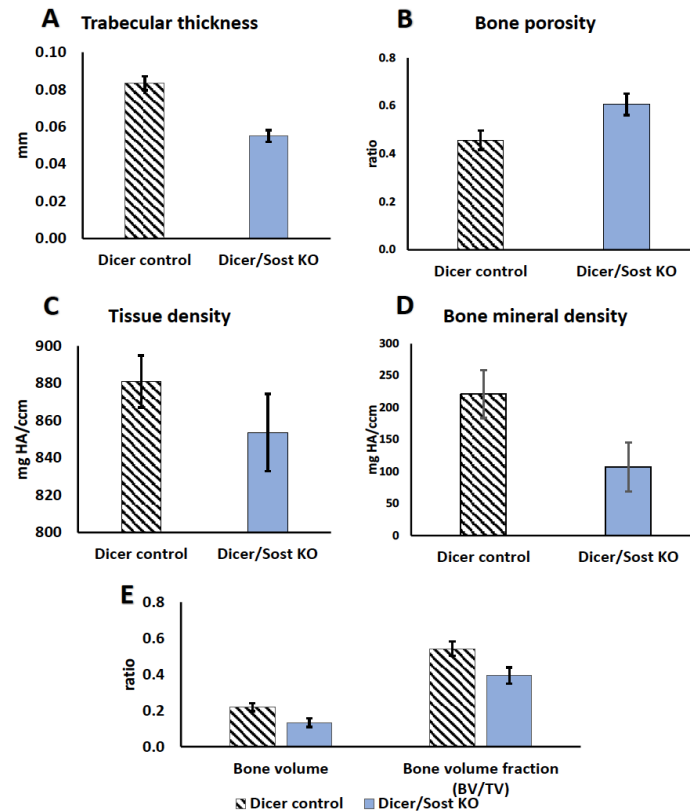 A
Trabecular thickness
0.10
0.08
0.06
0.04
0.02
0.00
mm
Dicer control
Dicer/Sost KO
B
Bone porosity
0.8
0.6
0.4
0.2
0.0
ratio
Dicer control
Dicer/Sost KO
C
Tissue density
900
880
860
840
820
800
mg HA/ccm
Dicer control
Dicer/Sost KO
D
Bone mineral density
300
250
200
150
100
50
0
mg HA/ccm
Dicer control
Dicer/Sost KO
E
0.8
0.6
0.4
0.2
0.0
ratio
Bone volume
Bone volume fraction
(BV/TV)
Dicer control
Dicer/Sost KO